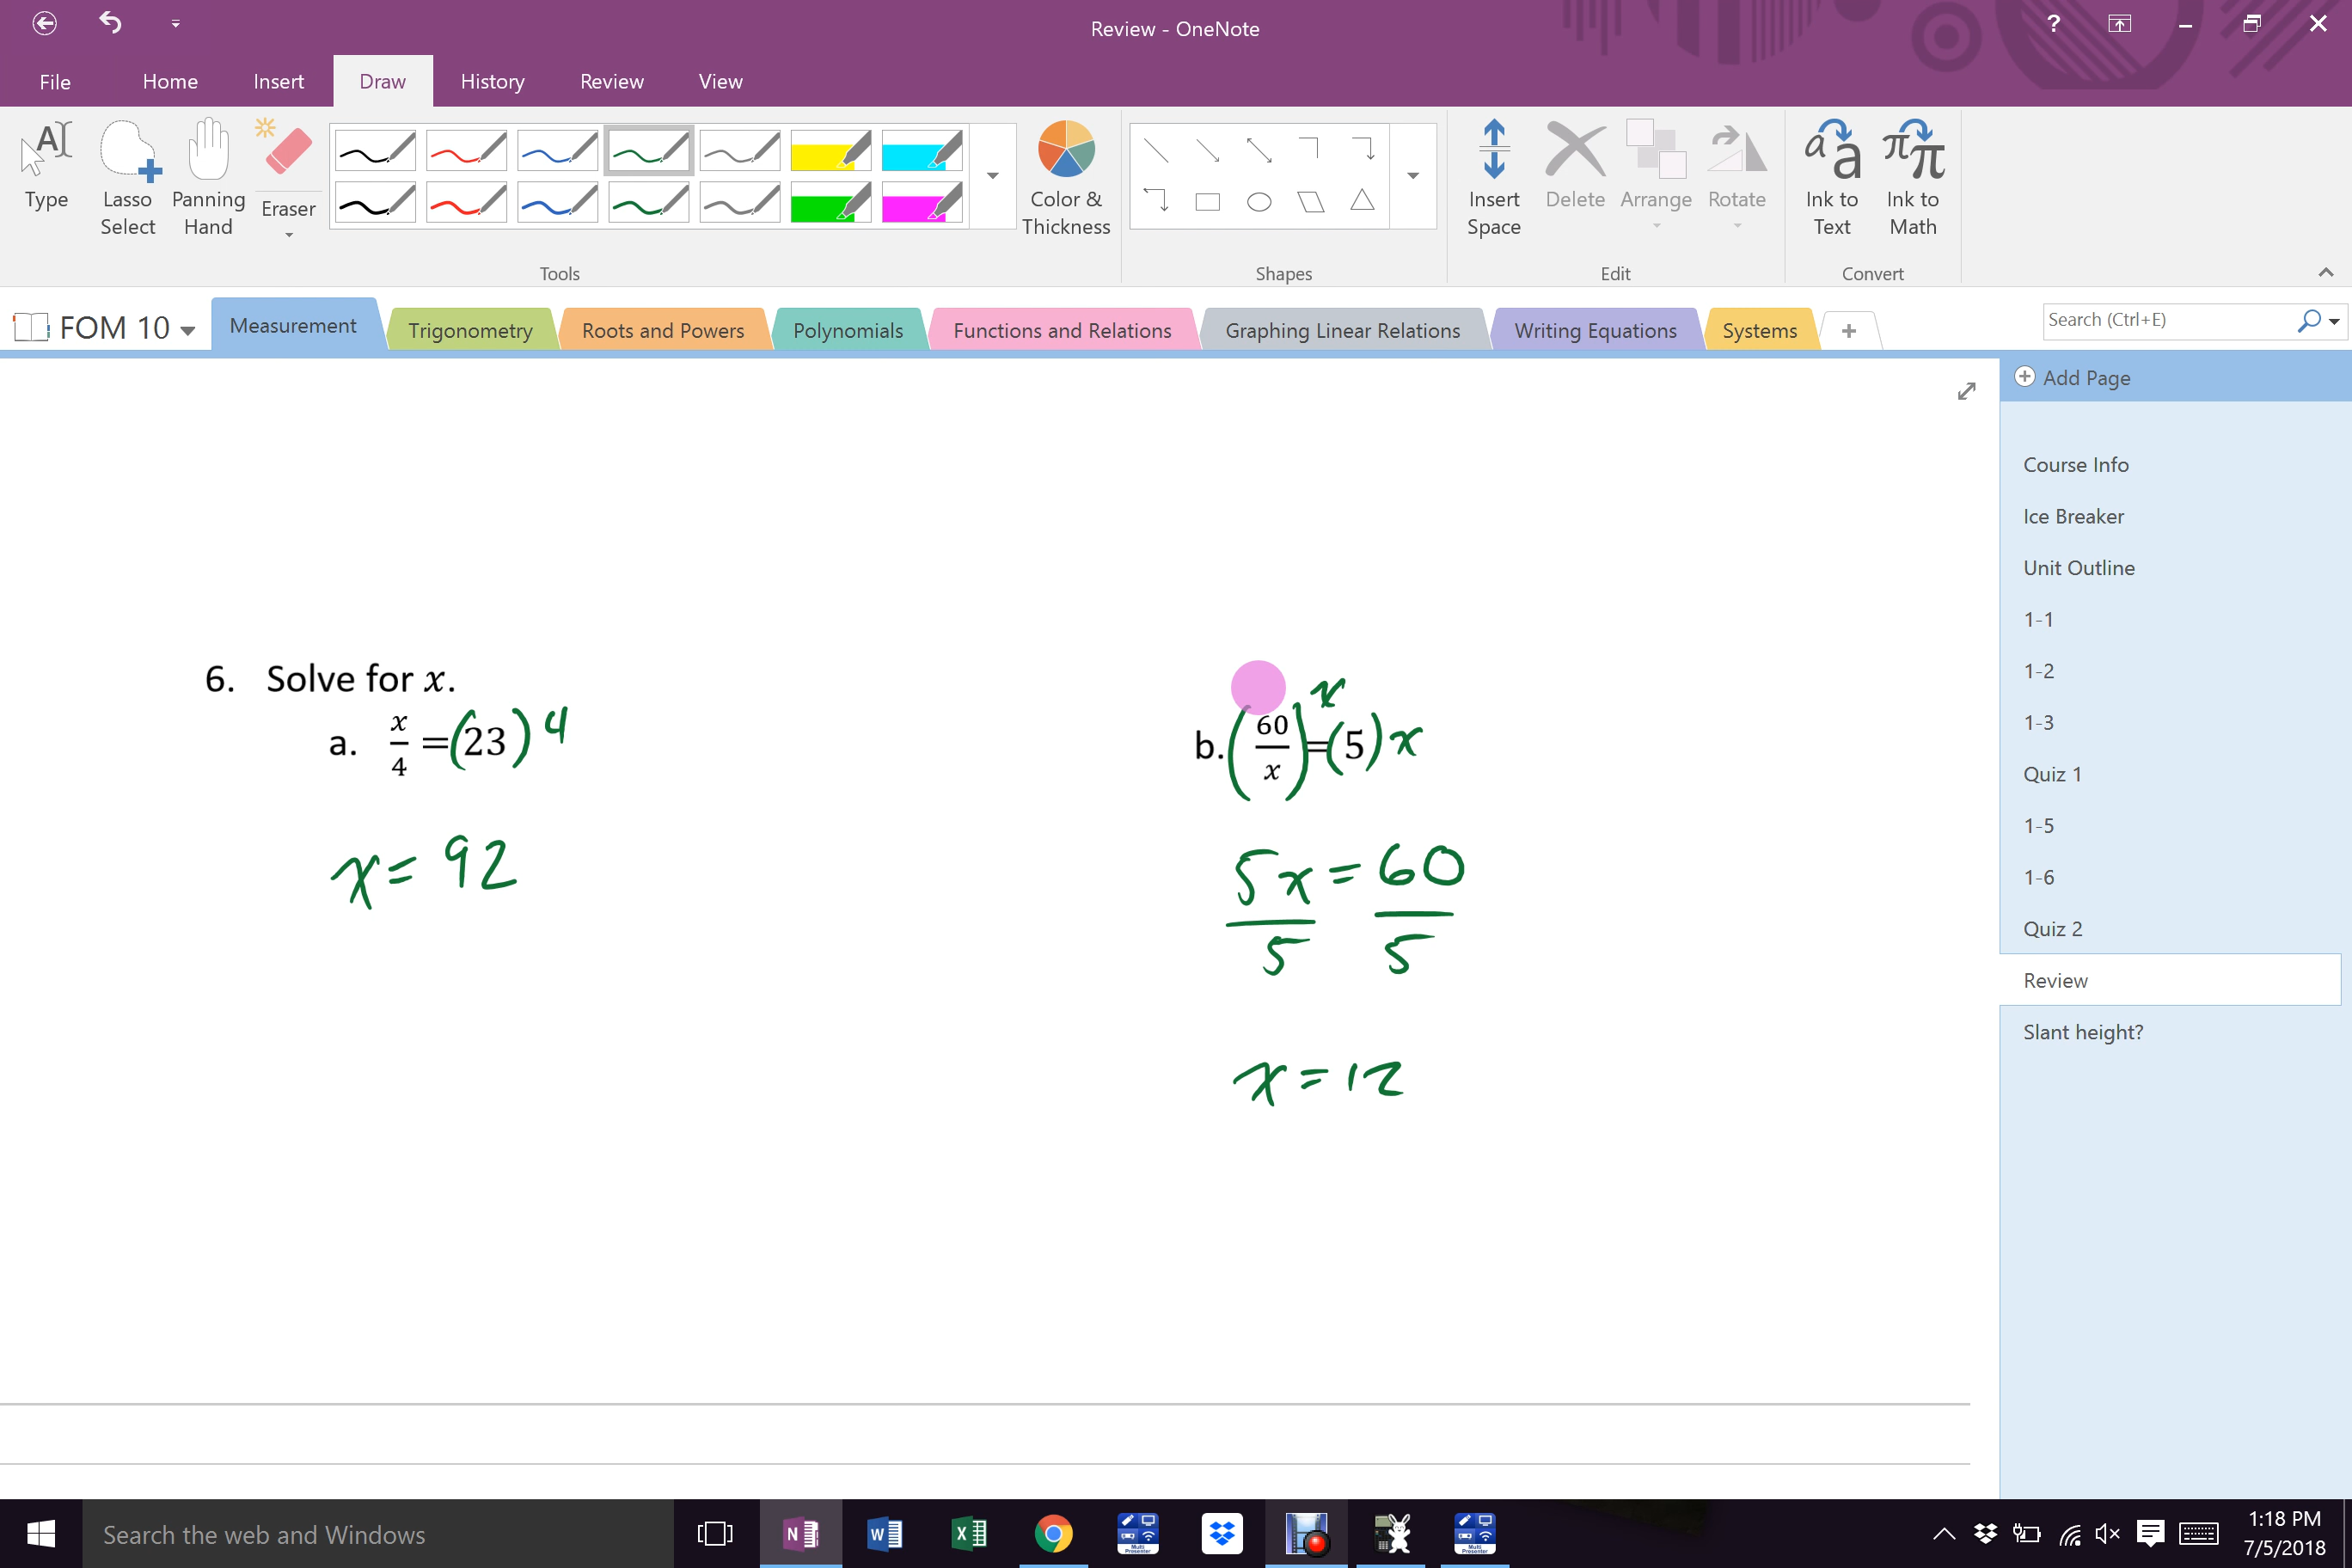 Review - OneNote
File Home Insert Draw History Review View
Type
Lasso Select
Panning Hand
Eraser
Color & Thickness
Insert Space
Delete
Arrange
Rotate
Ink to Text
Ink to Math
Tools
Shapes
Edit
Convert
FOM 10
Measurement Trigonometry Roots and Powers Polynomials Functions and Relations Graphing Linear Relations Writing Equations Systems +
Search (Ctrl+E)
Add Page
Course Info
Ice Breaker
Unit Outline
1-1
1-2
1-3
Quiz 1
1-5
1-6
Quiz 2
Review
Slant height?
6. Solve for x.
a. x/4 = (23) 4
x = 92
b. (60/x) x = (5) x
5x/5 = 60/5
x = 12
Search the web and Windows
1:18 PM
7/5/2018